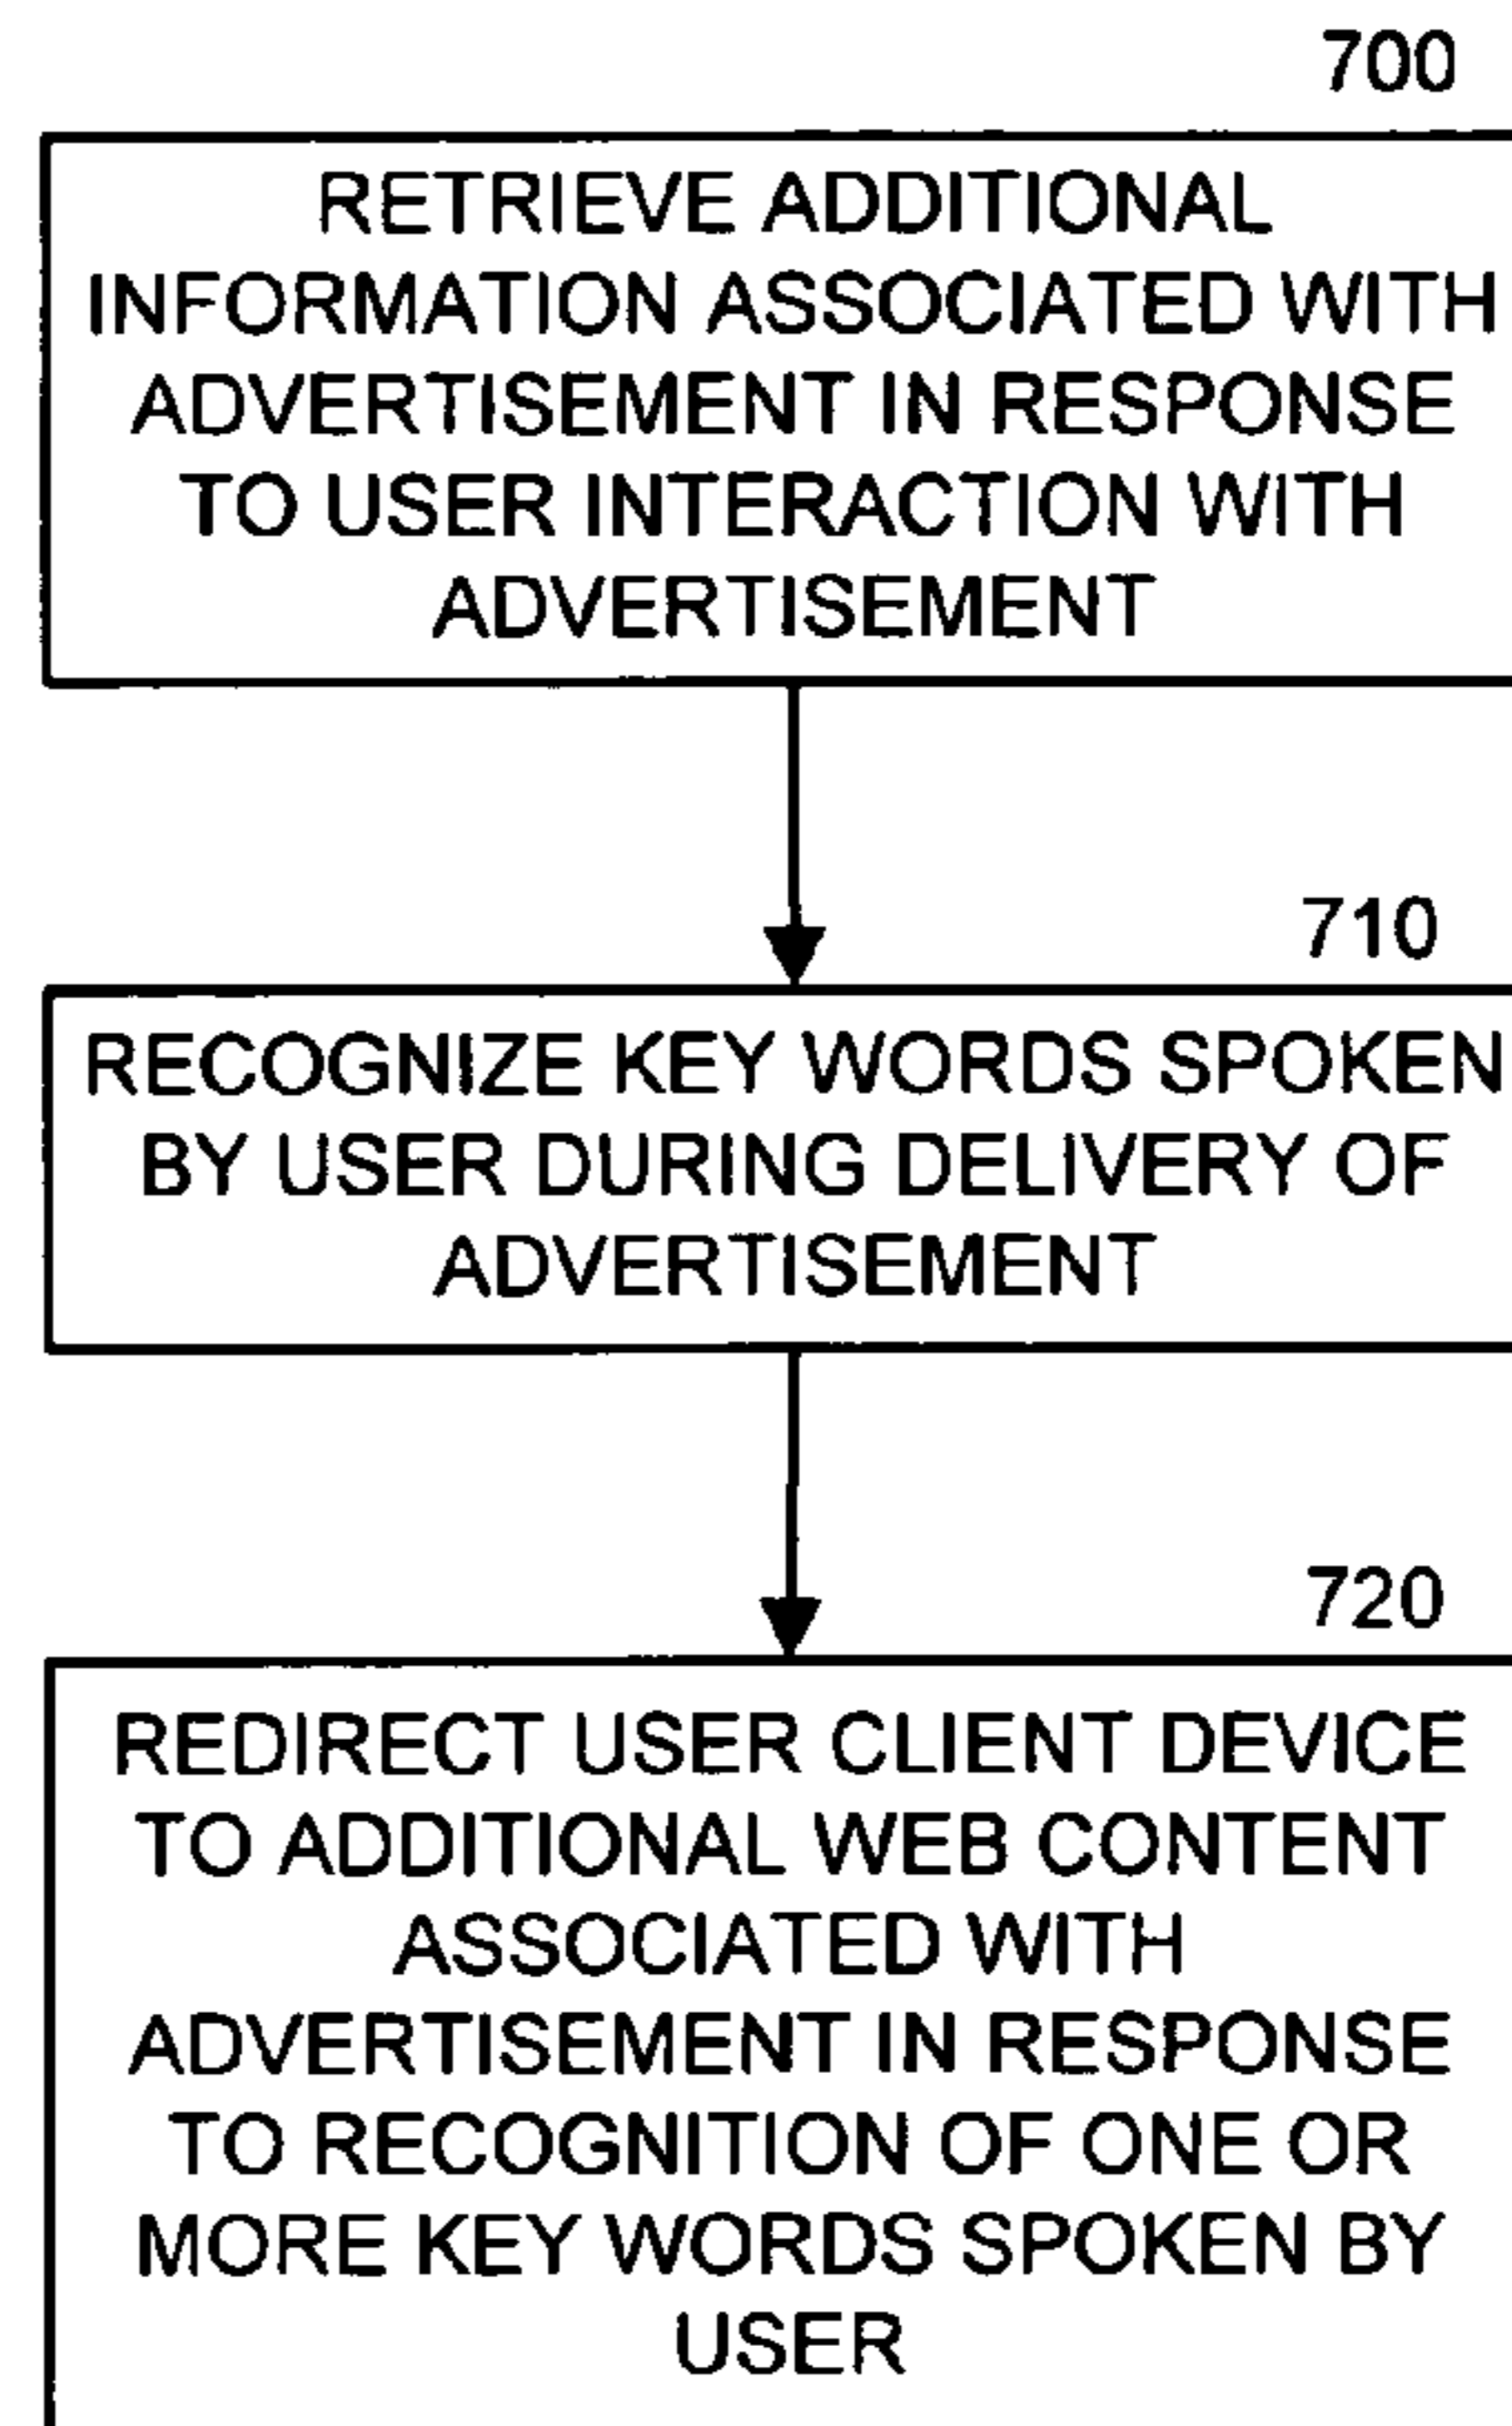 700
RETRIEVE ADDITIONAL
INFORMATION ASSOCIATED WITH
ADVERTISEMENT IN RESPONSE
TO USER INTERACTION WITH
ADVERTISEMENT
710
RECOGNIZE KEY WORDS SPOKEN
BY USER DURING DELIVERY OF
ADVERTISEMENT
720
REDIRECT USER CLIENT DEVICE
TO ADDITIONAL WEB CONTENT
ASSOCIATED WITH
ADVERTISEMENT IN RESPONSE
TO RECOGNITION OF ONE OR
MORE KEY WORDS SPOKEN BY
USER